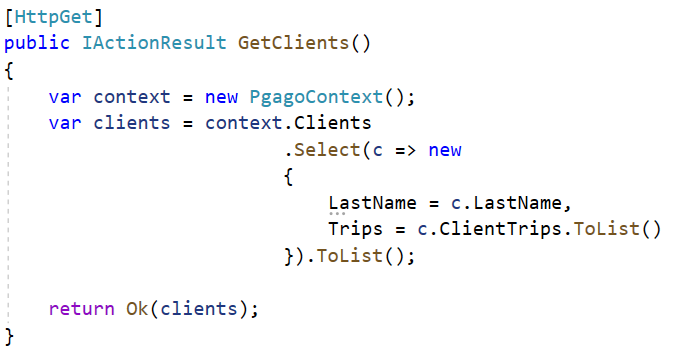 [HttpGet]
public IActionResult GetClients()
{
    var context = new PgagoContext();
    var clients = context.Clients
                         .Select(c => new
                         {
                             LastName = c.LastName,
                             Trips = c.ClientTrips.ToList()
                         }).ToList();

    return Ok(clients);
}